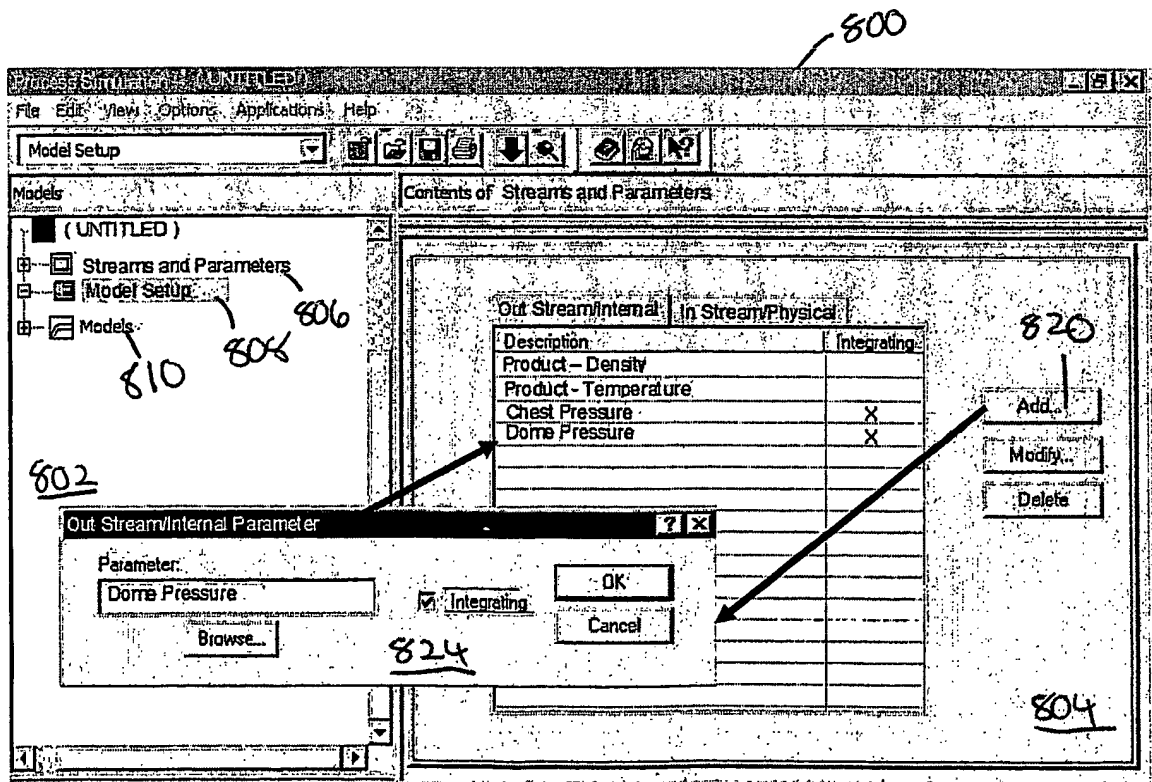 800
Process Simulation - (UNTITLED)
File Edit View Options Applications Help
Model Setup
Models
Contents of Streams and Parameters
( UNTITLED )
Streams and Parameters
Model Setup
Models
806
808
810
Out Stream/Internal
In Stream/Physical
820
Description
Integrating
Product – Density
Product - Temperature
Chest Pressure X
Dome Pressure X
Add...
Modify...
Delete
802
Out Stream/Internal Parameter
Parameter:
Dome Pressure
Integrating
OK
Browse...
Cancel
824
804